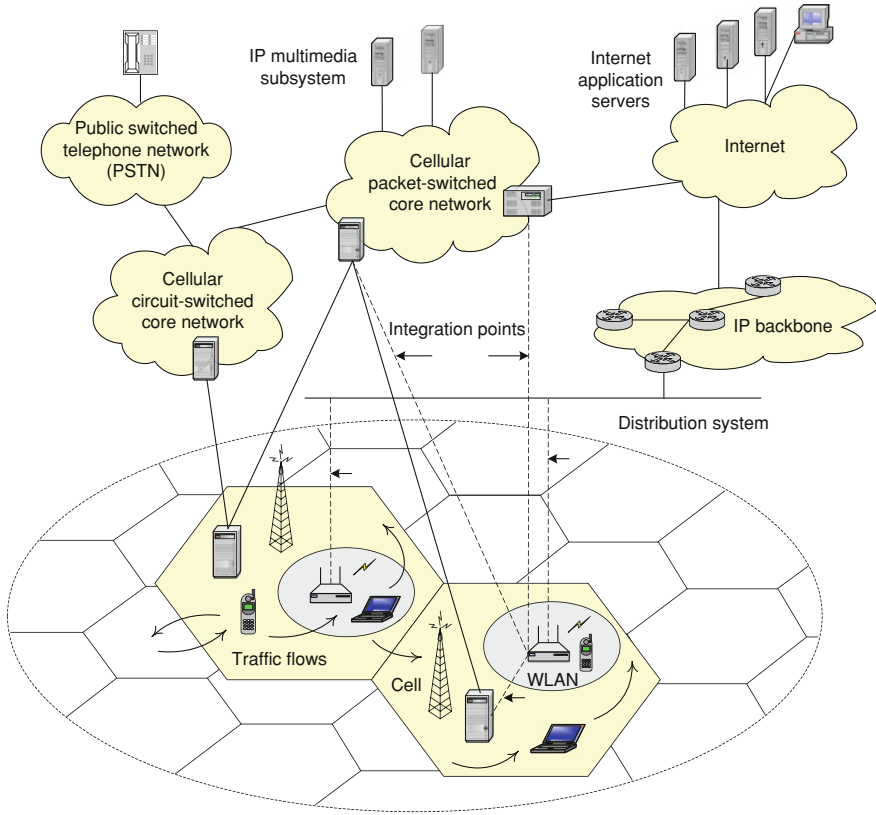 IP multimedia
subsystem
Internet
application
servers
Public switched
telephone network
(PSTN)
Cellular
packet-switched
core network
Internet
Cellular
circuit-switched
core network
Integration points
IP backbone
Distribution system
Traffic flows
Cell
WLAN